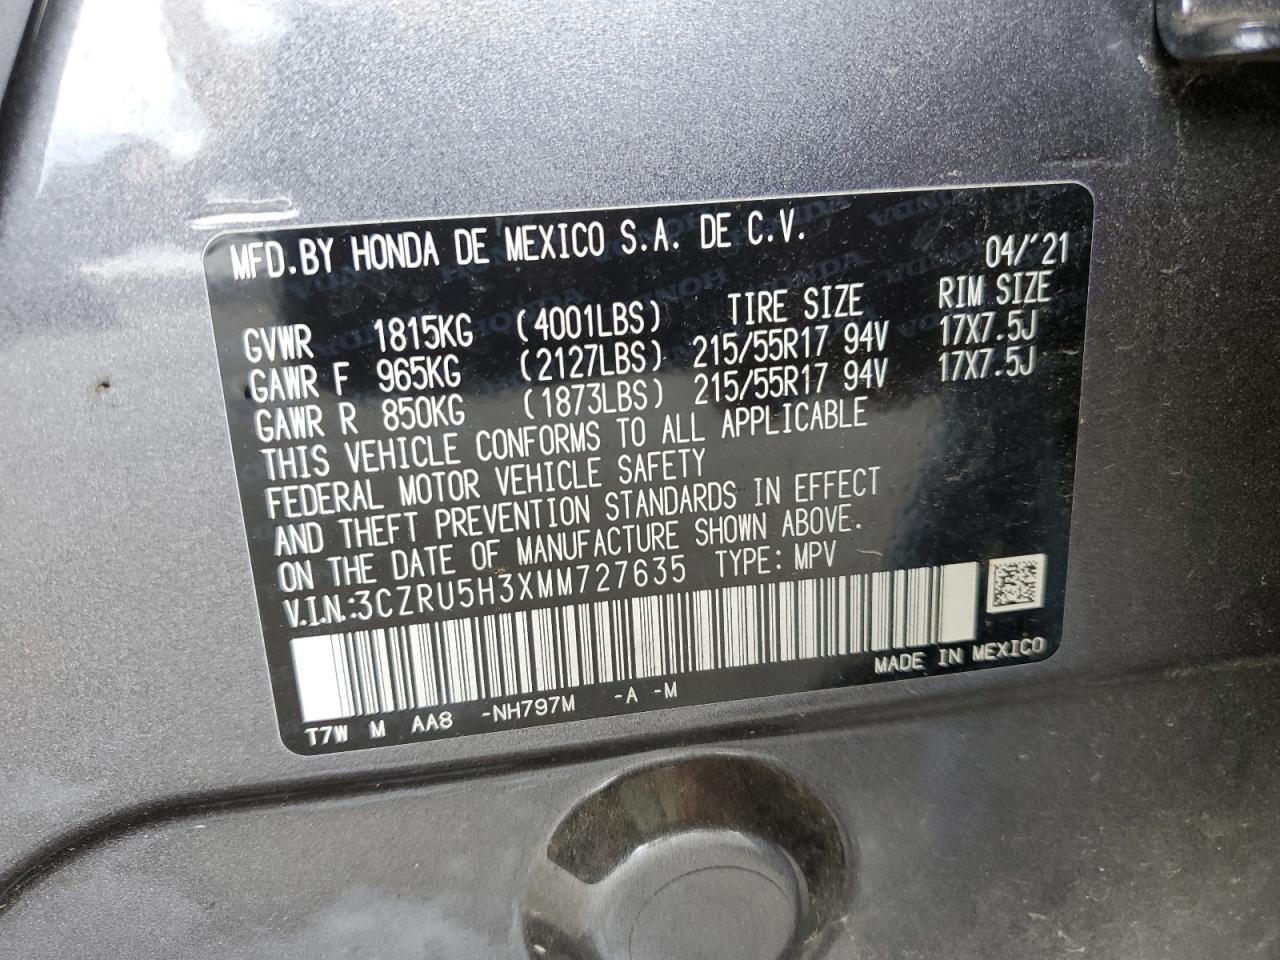 MFD.BY HONDA DE MEXICO S.A. DE C.V.
04/'21
GVWR 1815KG (4001LBS) TIRE SIZE RIM SIZE
GAWR F 965KG (2127LBS) 215/55R17 94V 17X7.5J
GAWR R 850KG (1873LBS) 215/55R17 94V 17X7.5J
THIS VEHICLE CONFORMS TO ALL APPLICABLE
FEDERAL MOTOR VEHICLE SAFETY
AND THEFT PREVENTION STANDARDS IN EFFECT
ON THE DATE OF MANUFACTURE SHOWN ABOVE.
V.I.N.:3CZRU5H3XMM727635 TYPE: MPV
MADE IN MEXICO
T7W M AA8 -NH797M -A -M